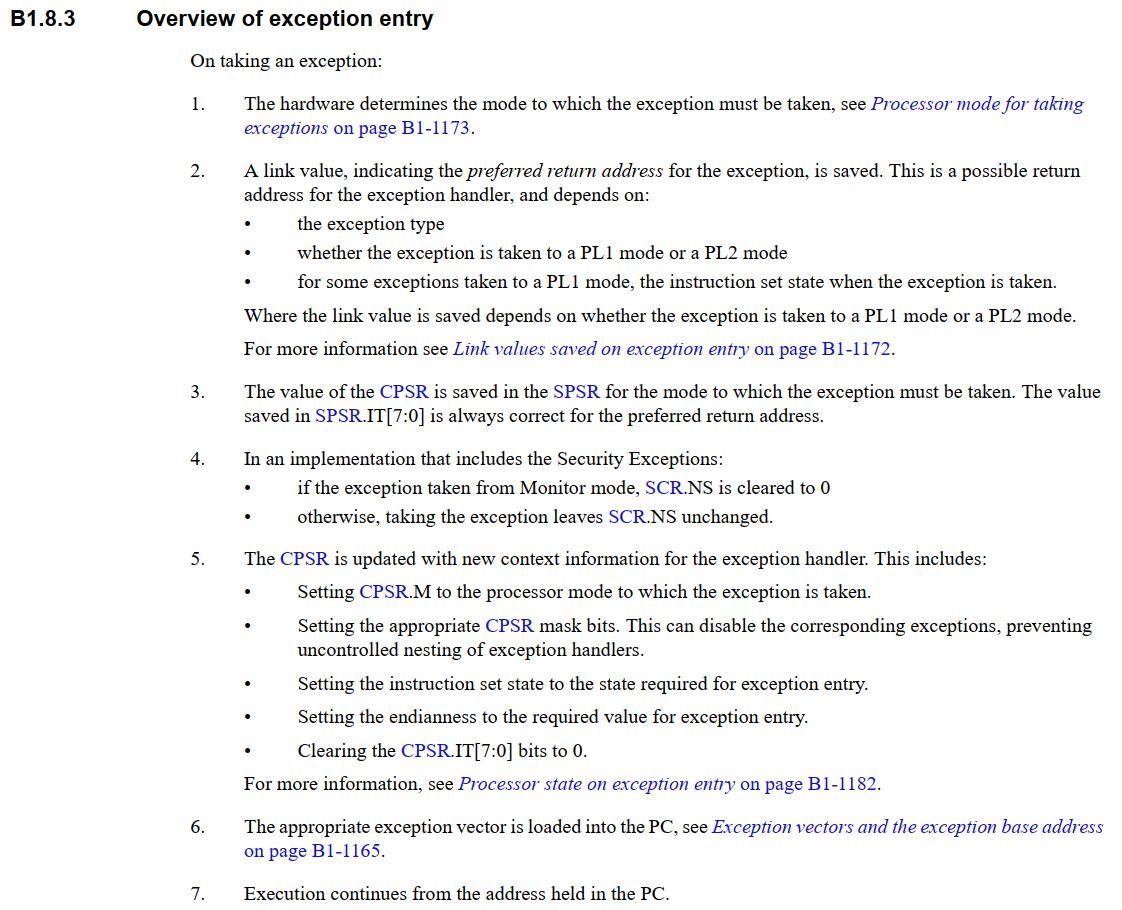 B1.8.3 Overview of exception entry
On taking an exception:
1. The hardware determines the mode to which the exception must be taken, see Processor mode for taking
exceptions on page B1-1173.
2. A link value, indicating the preferred return address for the exception, is saved. This is a possible return
address for the exception handler, and depends on:
• the exception type
• whether the exception is taken to a PL1 mode or a PL2 mode
• for some exceptions taken to a PL1 mode, the instruction set state when the exception is taken.
Where the link value is saved depends on whether the exception is taken to a PL1 mode or a PL2 mode.
For more information see Link values saved on exception entry on page B1-1172.
3. The value of the CPSR is saved in the SPSR for the mode to which the exception must be taken. The value
saved in SPSR.IT[7:0] is always correct for the preferred return address.
4. In an implementation that includes the Security Exceptions:
• if the exception taken from Monitor mode, SCR.NS is cleared to 0
• otherwise, taking the exception leaves SCR.NS unchanged.
5. The CPSR is updated with new context information for the exception handler. This includes:
• Setting CPSR.M to the processor mode to which the exception is taken.
• Setting the appropriate CPSR mask bits. This can disable the corresponding exceptions, preventing
uncontrolled nesting of exception handlers.
• Setting the instruction set state to the state required for exception entry.
• Setting the endianness to the required value for exception entry.
• Clearing the CPSR.IT[7:0] bits to 0.
For more information, see Processor state on exception entry on page B1-1182.
6. The appropriate exception vector is loaded into the PC, see Exception vectors and the exception base address
on page B1-1165.
7. Execution continues from the address held in the PC.